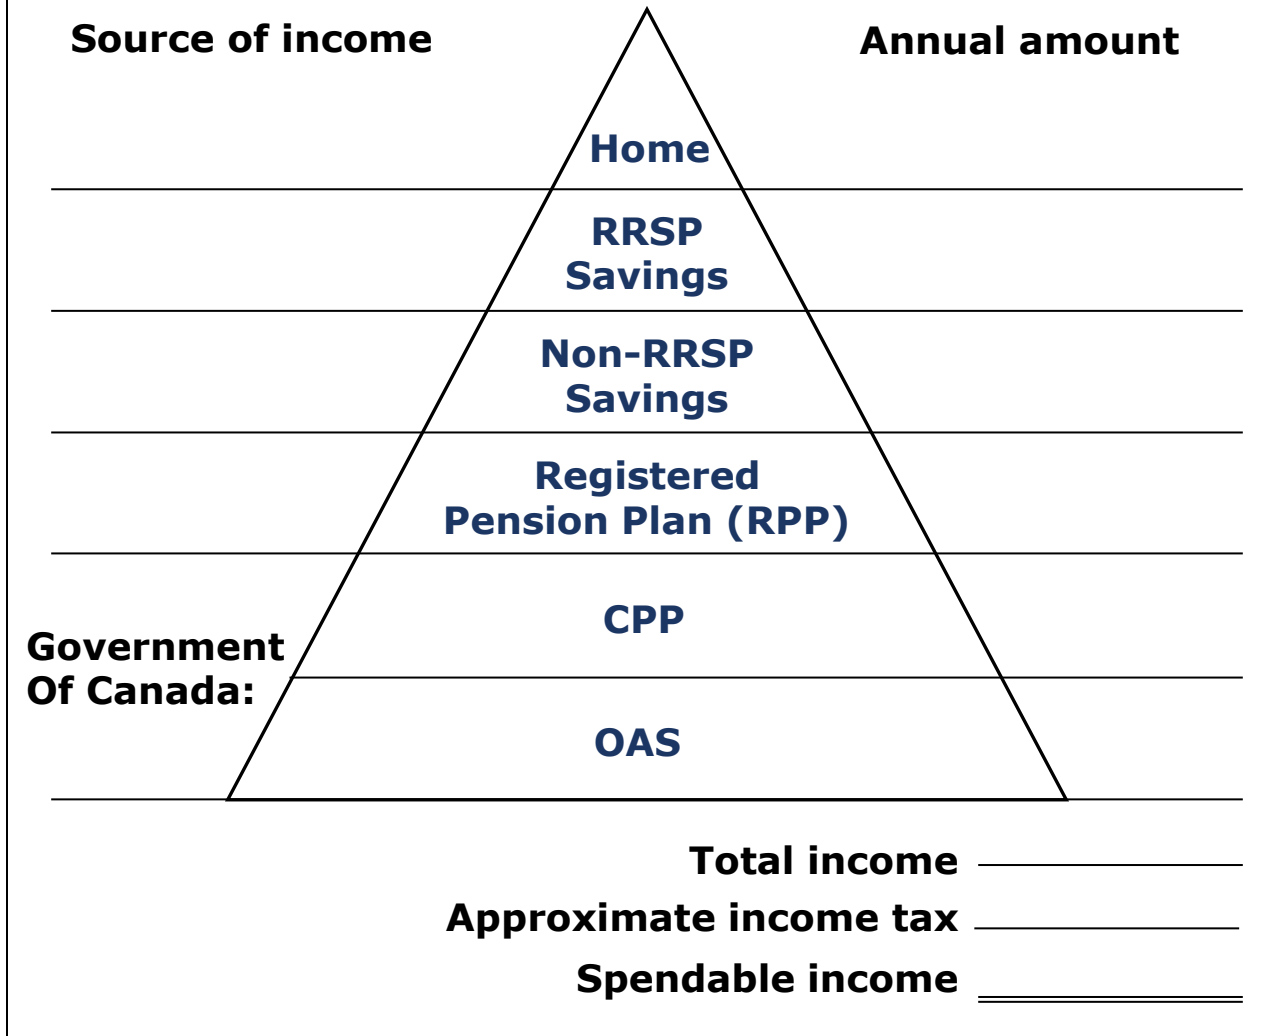 Source of income
Annual amount
Home
RRSP
Savings
Non-RRSP
Savings
Registered
Pension Plan (RPP)
CPP
Government
Of Canada:
OAS
Total income
Approximate income tax
Spendable income